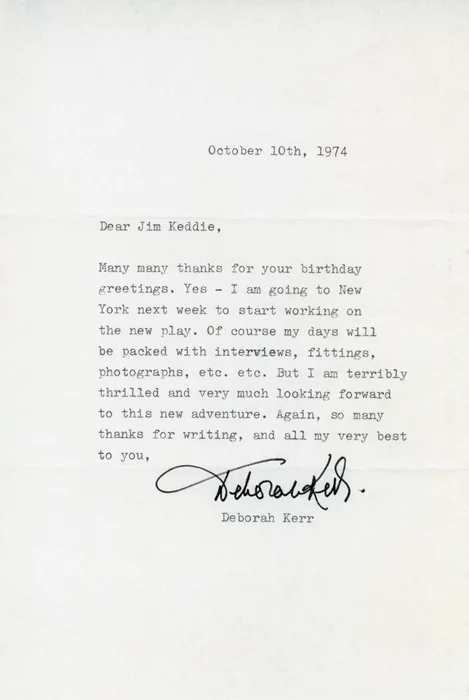 October 10th, 1974
Dear Jim Keddie,
Many many thanks for your birthday
greetings. Yes - I am going to New
York next week to start working on
the new play. Of course my days will
be packed with interviews, fittings,
photographs, etc. etc. But I am terribly
thrilled and very much looking forward
to this new adventure. Again, so many
thanks for writing, and all my very best
to you,
Deborah Kerr.
Deborah Kerr